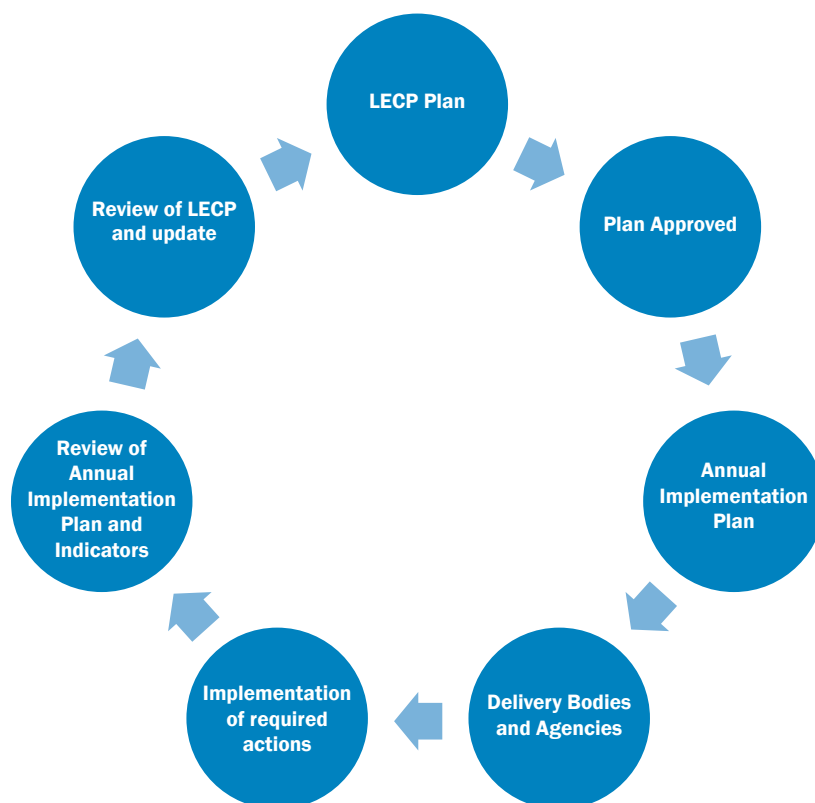 LECP Plan
Plan Approved
Annual
Implementation
Plan
Delivery Bodies
and Agencies
Implementation
of required
actions
Review of
Annual
Implementation
Plan and
Indicators
Review of LECP
and update